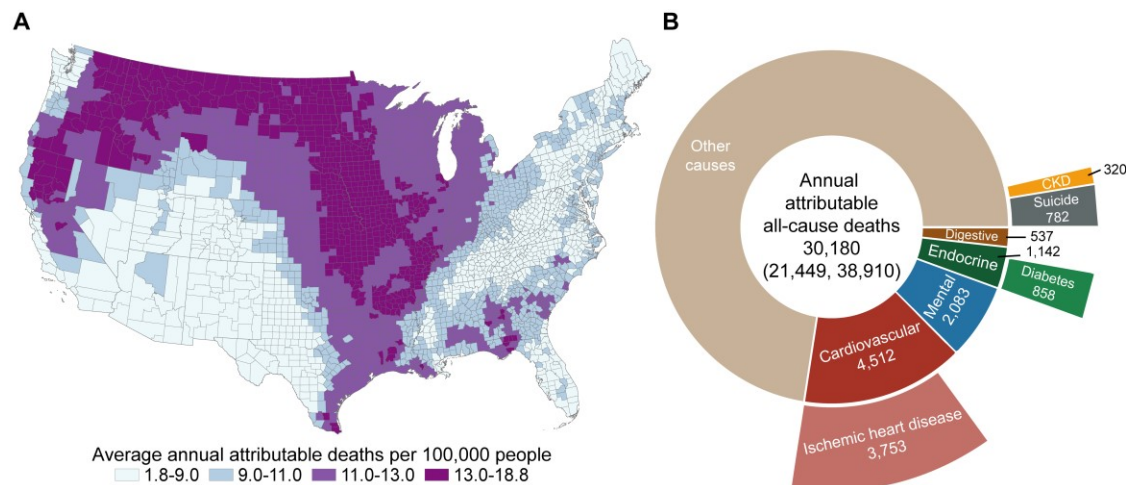 A
Average annual attributable deaths per 100,000 people
1.8-9.0 9.0-11.0 11.0-13.0 13.0-18.8
B
Other
causes
Annual
attributable
all-cause deaths
30,180
(21,449, 38,910)
CKD
320
Suicide
782
Digestive
537
Endocrine
1,142
Diabetes
858
Mental
2,083
Cardiovascular
4,512
Ischemic heart disease
3,753